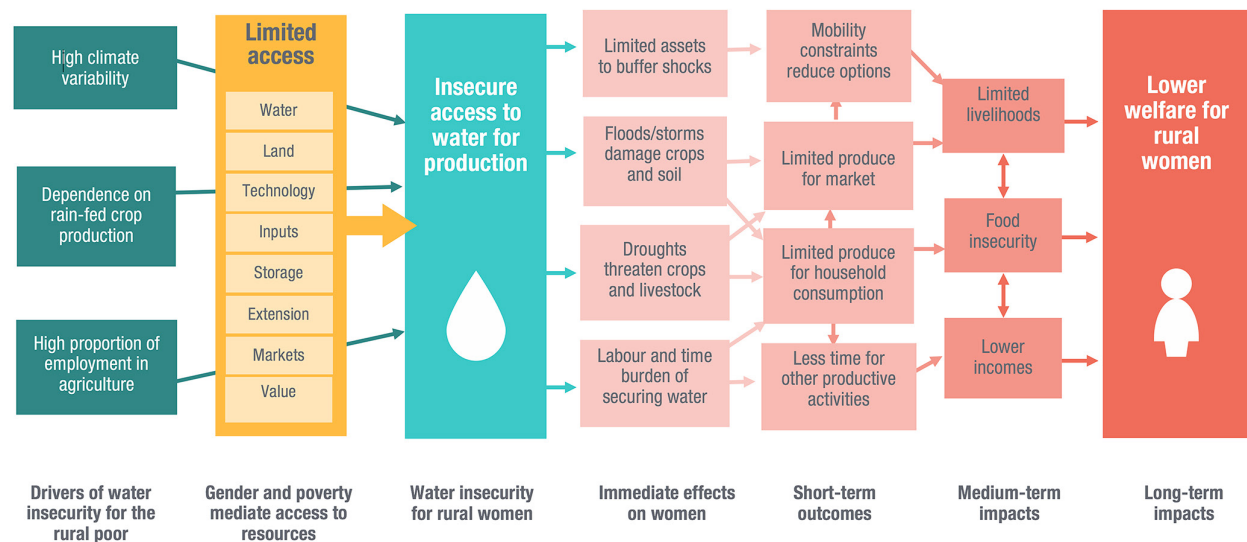 High climate
variability
Dependence on
rain-fed crop
production
High proportion of
employment in
agriculture
Limited
access
Water
Land
Technology
Inputs
Storage
Extension
Markets
Value
Insecure
access to
water for
production
Limited assets
to buffer shocks
Floods/storms
damage crops
and soil
Droughts
threaten crops
and livestock
Labour and time
burden of
securing water
Mobility
constraints
reduce options
Limited produce
for market
Limited produce
for household
consumption
Less time for
other productive
activities
Limited
livelihoods
Food
insecurity
Lower
incomes
Lower
welfare for
rural
women
Drivers of water
insecurity for the
rural poor
Gender and poverty
mediate access to
resources
Water insecurity
for rural women
Immediate effects
on women
Short-term
outcomes
Medium-term
impacts
Long-term
impacts